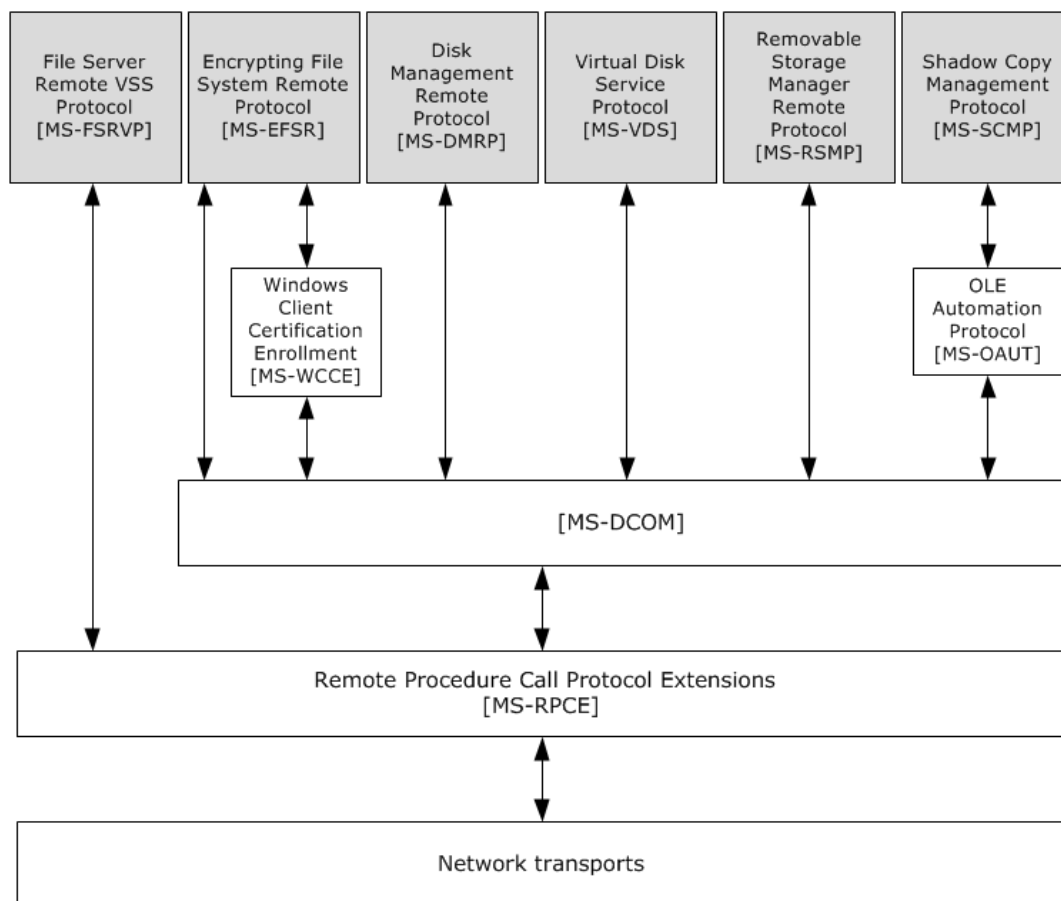 File Server
Remote VSS
Protocol
[MS-FSRVP]
Encrypting File
System Remote
Protocol
[MS-EFSR]
Disk
Management
Remote
Protocol
[MS-DMRP]
Virtual Disk
Service
Protocol
[MS-VDS]
Removable
Storage
Manager
Remote
Protocol
[MS-RSMP]
Shadow Copy
Management
Protocol
[MS-SCMP]
Windows
Client
Certification
Enrollment
[MS-WCCE]
OLE
Automation
Protocol
[MS-OAUT]
[MS-DCOM]
Remote Procedure Call Protocol Extensions
[MS-RPCE]
Network transports